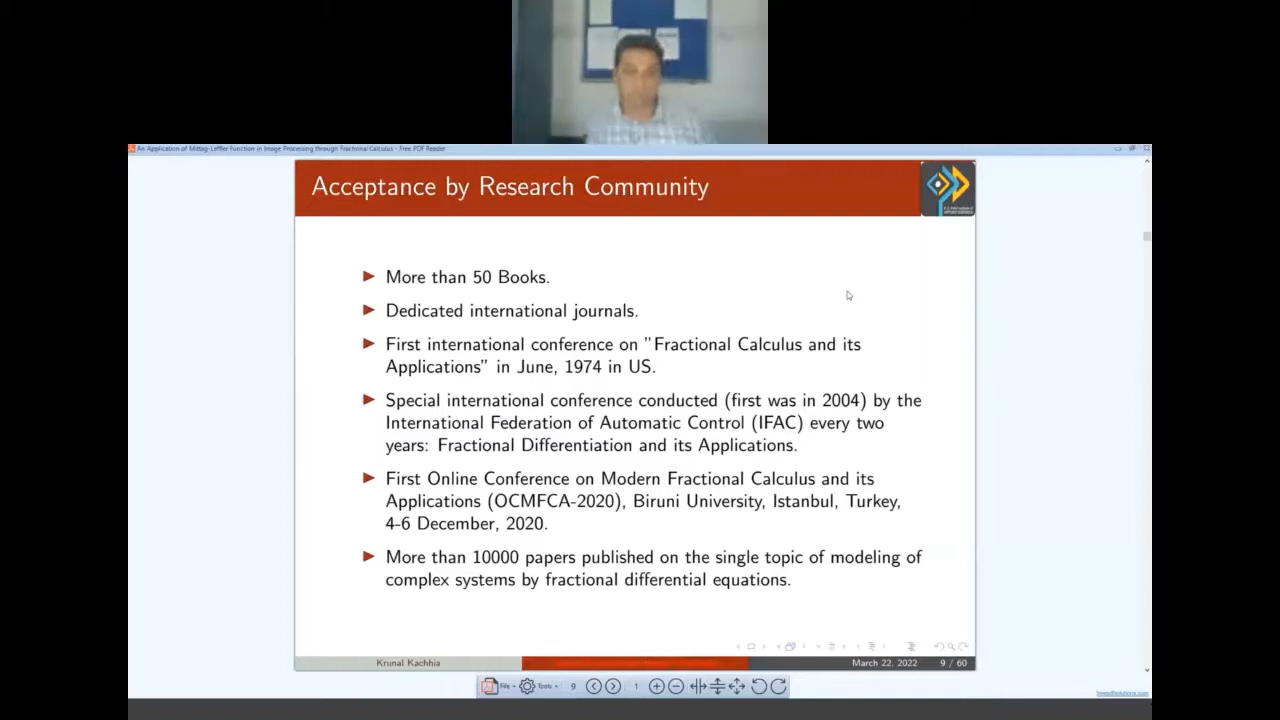 An Application of Mittag-Leffler Function in Image Processing through Fractional Calculus - Free PDF Reader
Acceptance by Research Community
More than 50 Books.
Dedicated international journals.
First international conference on "Fractional Calculus and its
Applications" in June, 1974 in US.
Special international conference conducted (first was in 2004) by the
International Federation of Automatic Control (IFAC) every two
years: Fractional Differentiation and its Applications.
First Online Conference on Modern Fractional Calculus and its
Applications (OCMFCA-2020), Biruni University, Istanbul, Turkey,
4-6 December, 2020.
More than 10000 papers published on the single topic of modeling of
complex systems by fractional differential equations.
Krunal Kachhia
March 22, 2022 9 / 60
File Tools 9 1